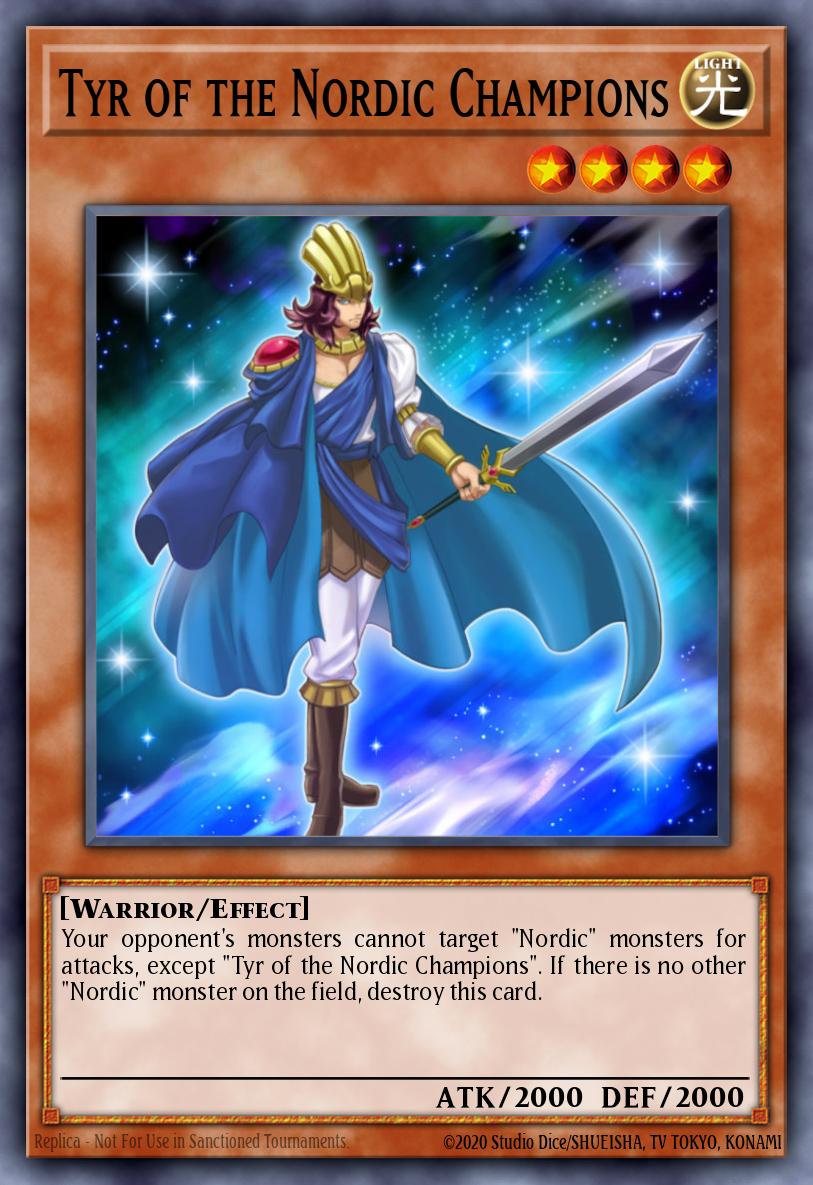 Tyr of the Nordic Champions
LIGHT
光
[Warrior/Effect]
Your opponent's monsters cannot target "Nordic" monsters for
attacks, except "Tyr of the Nordic Champions". If there is no other
"Nordic" monster on the field, destroy this card.
ATK/2000 DEF/2000
Replica - Not For Use in Sanctioned Tournaments.
©2020 Studio Dice/SHUEISHA, TV TOKYO, KONAMI